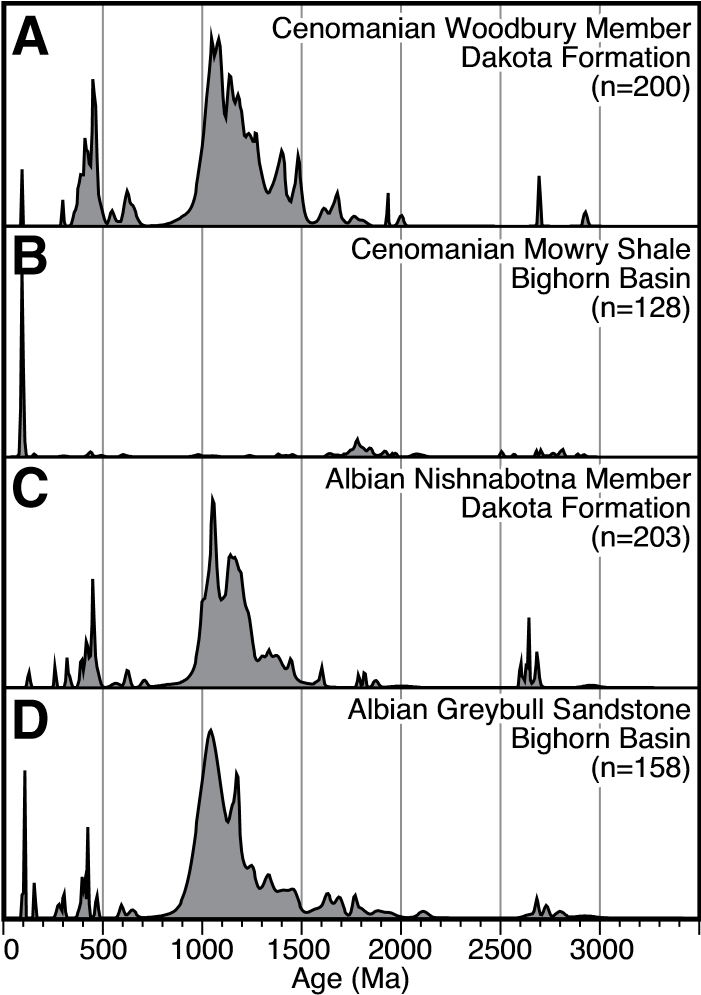 A
Cenomanian Woodbury Member
Dakota Formation
(n=200)
B
Cenomanian Mowry Shale
Bighorn Basin
(n=128)
C
Albian Nishnabotna Member
Dakota Formation
(n=203)
D
Albian Greybull Sandstone
Bighorn Basin
(n=158)
0 500 1000 1500 2000 2500 3000
Age (Ma)